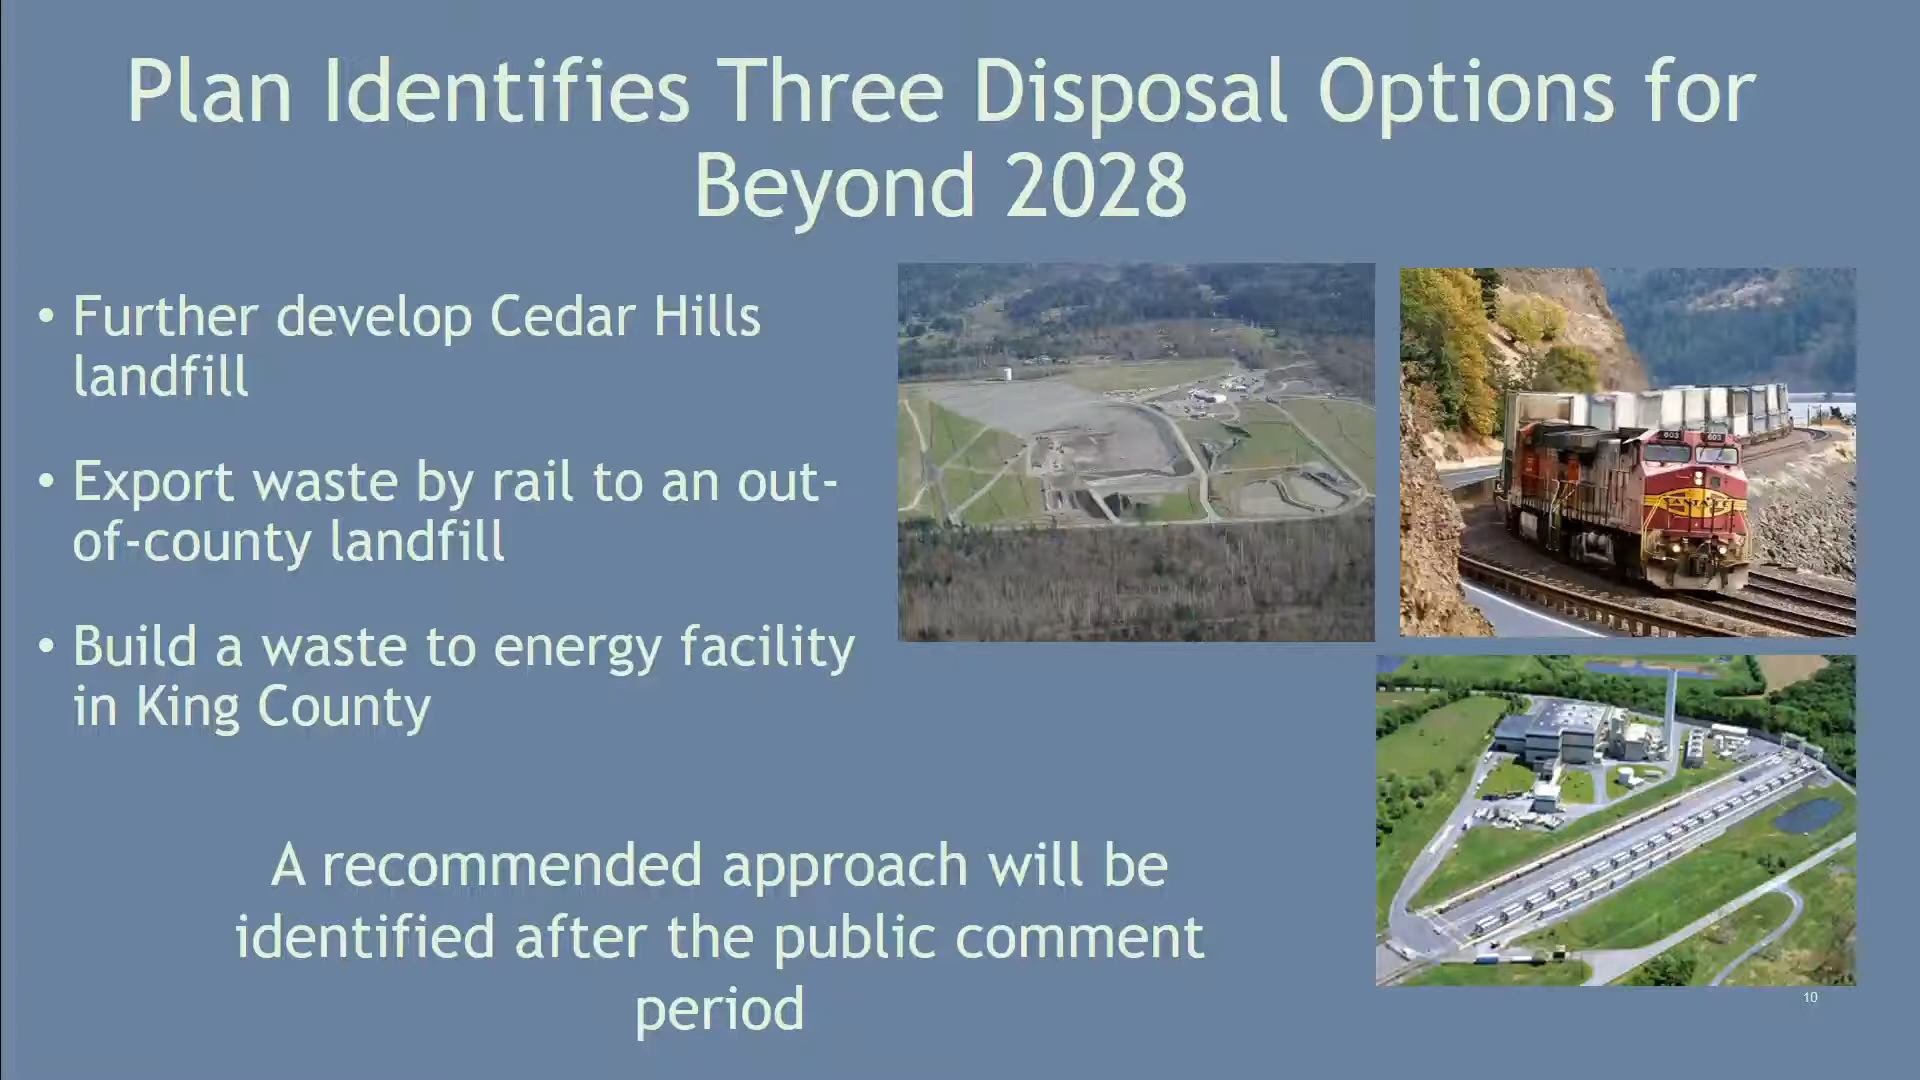 Plan Identifies Three Disposal Options for
Beyond 2028
• Further develop Cedar Hills
landfill
• Export waste by rail to an out-
of-county landfill
• Build a waste to energy facility
in King County
603 603
A recommended approach will be
identified after the public comment
period
10